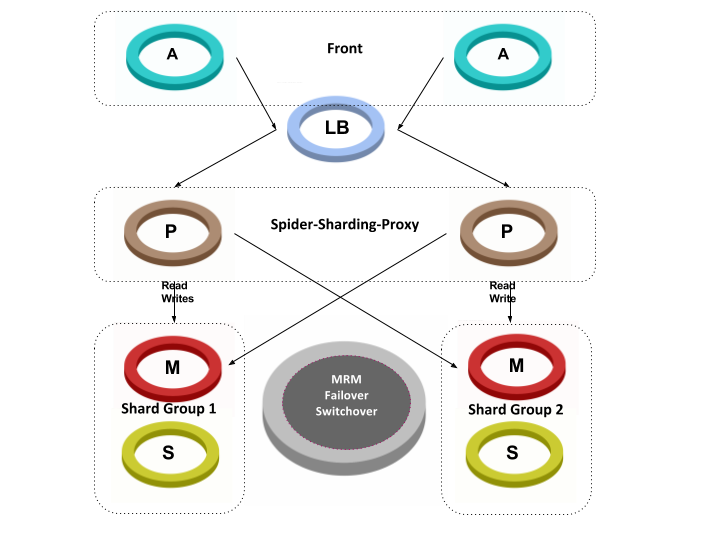 A
Front
A
LB
P
Spider-Sharding-Proxy
P
Read
Writes
Read
Write
M
MRM
Failover
Switchover
M
Shard Group 1
Shard Group 2
S
S